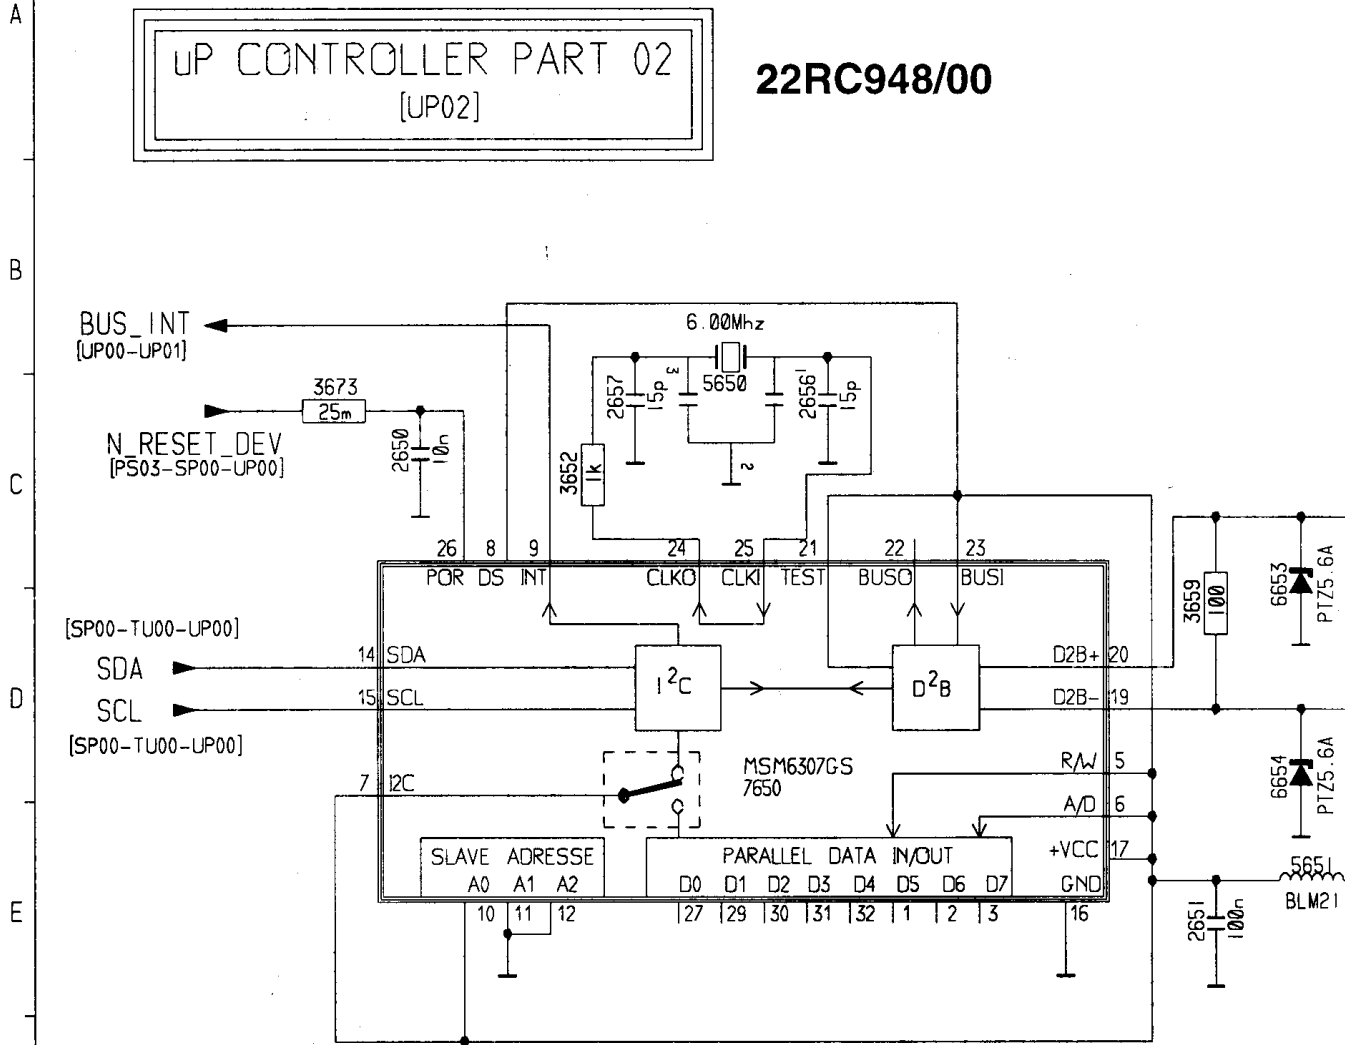 A
uP CONTROLLER PART 02
[UP02]
22RC948/00
B
BUS_INT
[UP00-UP01]
6.00Mhz
3
1
5650
2657
15p
2656
15p
3673
25m
N_RESET_DEV
[PS03-SP00-UP00]
2650
10n
3652
1k
2
C
26 8 9 24 25 21 22 23
POR DS INT CLKO CLKI TEST BUSO BUSI
3659
100
6653
PTZ5.6A
[SP00-TU00-UP00]
SDA
14 SDA
I²C
D²B
D2B+ 20
D
SCL
15 SCL
D2B- 19
[SP00-TU00-UP00]
MSM6307GS
7650
R/W 5
6654
PTZ5.6A
7 I2C
A/D 6
SLAVE ADRESSE
PARALLEL DATA IN/OUT
+VCC 17
5651
BLM21
A0 A1 A2
D0 D1 D2 D3 D4 D5 D6 D7
GND
E
10 11 12 27 29 30 31 32 1 2 3 16
2651
100n